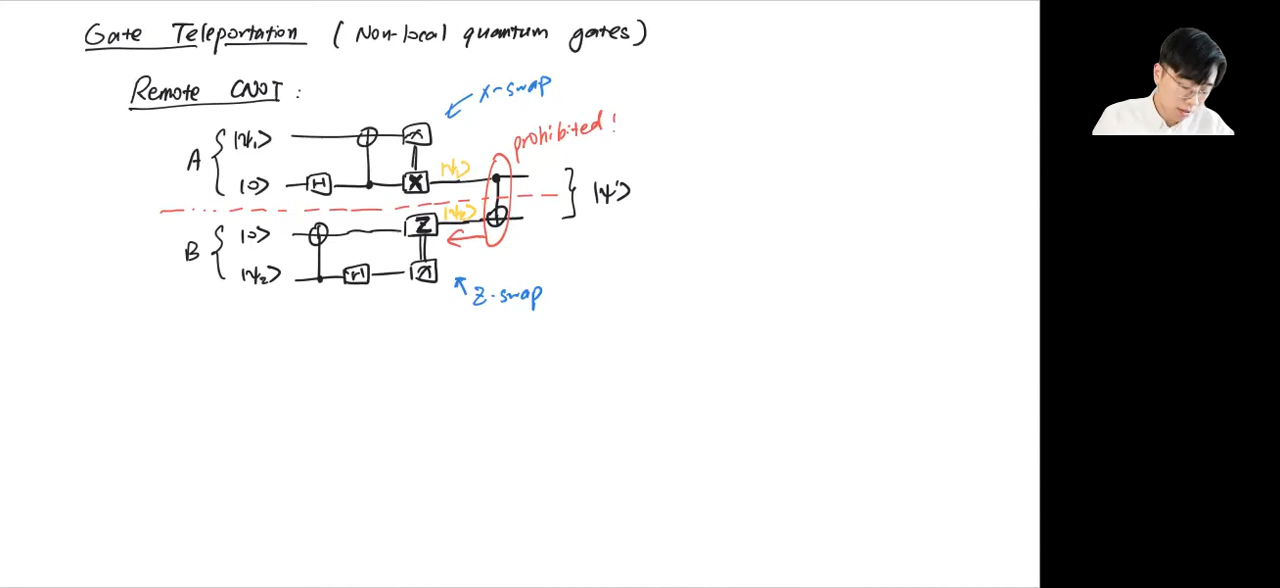 Gate Teleportation (Non-local quantum gates)
Remote CNOT :
x-swap
prohibited!
A
|ψ₁⟩
|0⟩
H
X
|ψ₁⟩
|ψ'⟩
B
|0⟩
Z
|ψ₂⟩
|ψ₂⟩
H
Z-swap